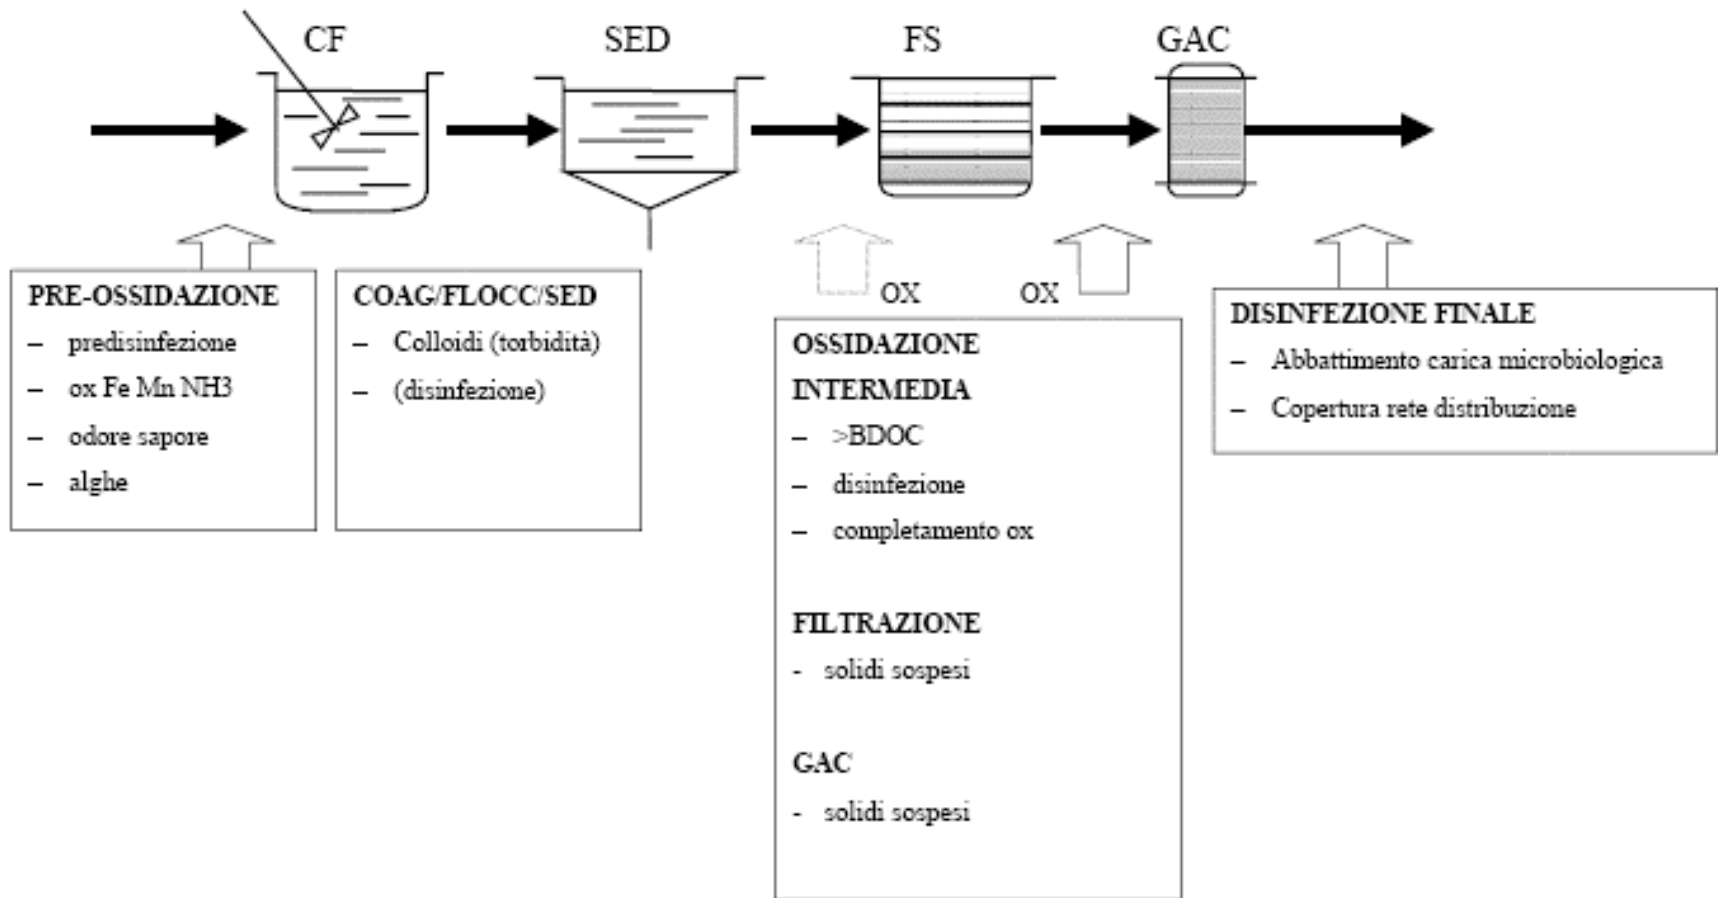 CF
SED
FS
GAC
PRE-OSSIDAZIONE
– predisinfezione
– ox Fe Mn NH3
– odore sapore
– alghe
COAG/FLOCC/SED
– Colloidi (torbidità)
– (disinfezione)
OX
OX
OSSIDAZIONE
INTERMEDIA
– >BDOC
– disinfezione
– completamento ox
FILTRAZIONE
- solidi sospesi
GAC
- solidi sospesi
DISINFEZIONE FINALE
– Abbattimento carica microbiologica
– Copertura rete distribuzione